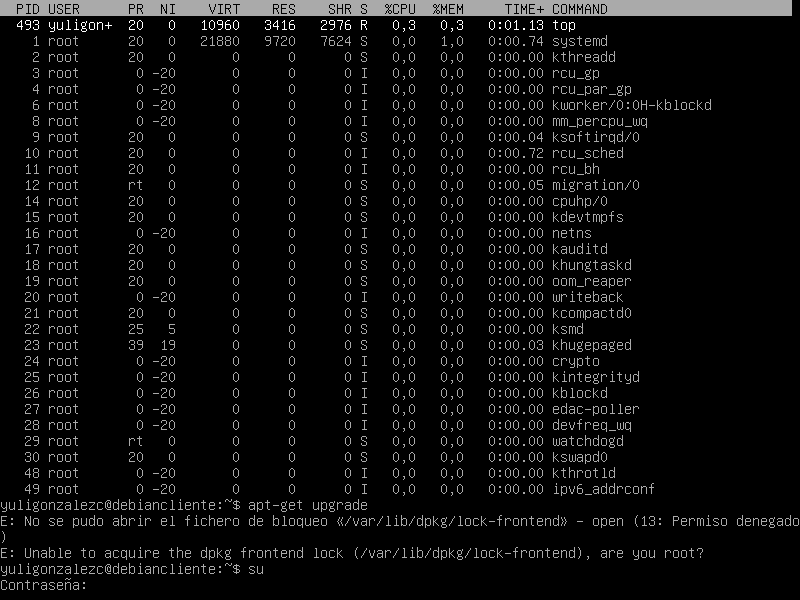 PID USER PR NI VIRT RES SHR S %CPU %MEM TIME+ COMMAND
493 yuligon+ 20 0 10960 3416 2976 R 0,3 0,3 0:01.13 top
1 root 20 0 21880 9720 7624 S 0,0 1,0 0:00.74 systemd
2 root 20 0 0 0 0 S 0,0 0,0 0:00.00 kthreadd
3 root 0 -20 0 0 0 I 0,0 0,0 0:00.00 rcu_gp
4 root 0 -20 0 0 0 I 0,0 0,0 0:00.00 rcu_par_gp
6 root 0 -20 0 0 0 I 0,0 0,0 0:00.00 kworker/0:0H-kblockd
8 root 0 -20 0 0 0 I 0,0 0,0 0:00.00 mm_percpu_wq
9 root 20 0 0 0 0 S 0,0 0,0 0:00.04 ksoftirqd/0
10 root 20 0 0 0 0 I 0,0 0,0 0:00.72 rcu_sched
11 root 20 0 0 0 0 I 0,0 0,0 0:00.00 rcu_bh
12 root rt 0 0 0 0 S 0,0 0,0 0:00.05 migration/0
14 root 20 0 0 0 0 S 0,0 0,0 0:00.00 cpuhp/0
15 root 20 0 0 0 0 S 0,0 0,0 0:00.00 kdevtmpfs
16 root 0 -20 0 0 0 I 0,0 0,0 0:00.00 netns
17 root 20 0 0 0 0 S 0,0 0,0 0:00.00 kauditd
18 root 20 0 0 0 0 S 0,0 0,0 0:00.00 khungtaskd
19 root 20 0 0 0 0 S 0,0 0,0 0:00.00 oom_reaper
20 root 0 -20 0 0 0 I 0,0 0,0 0:00.00 writeback
21 root 20 0 0 0 0 S 0,0 0,0 0:00.00 kcompactd0
22 root 25 5 0 0 0 S 0,0 0,0 0:00.00 ksmd
23 root 39 19 0 0 0 S 0,0 0,0 0:00.03 khugepaged
24 root 0 -20 0 0 0 I 0,0 0,0 0:00.00 crypto
25 root 0 -20 0 0 0 I 0,0 0,0 0:00.00 kintegrityd
26 root 0 -20 0 0 0 I 0,0 0,0 0:00.00 kblockd
27 root 0 -20 0 0 0 I 0,0 0,0 0:00.00 edac-poller
28 root 0 -20 0 0 0 I 0,0 0,0 0:00.00 devfreq_wq
29 root rt 0 0 0 0 S 0,0 0,0 0:00.00 watchdogd
30 root 20 0 0 0 0 S 0,0 0,0 0:00.00 kswapd0
48 root 0 -20 0 0 0 I 0,0 0,0 0:00.00 kthrotld
49 root 0 -20 0 0 0 I 0,0 0,0 0:00.00 ipv6_addrconf
yuligonzalezc@debiancliente:~$ apt-get upgrade
E: No se pudo abrir el fichero de bloqueo «/var/lib/dpkg/lock-frontend» - open (13: Permiso denegado
)
E: Unable to acquire the dpkg frontend lock (/var/lib/dpkg/lock-frontend), are you root?
yuligonzalezc@debiancliente:~$ su
Contraseña: